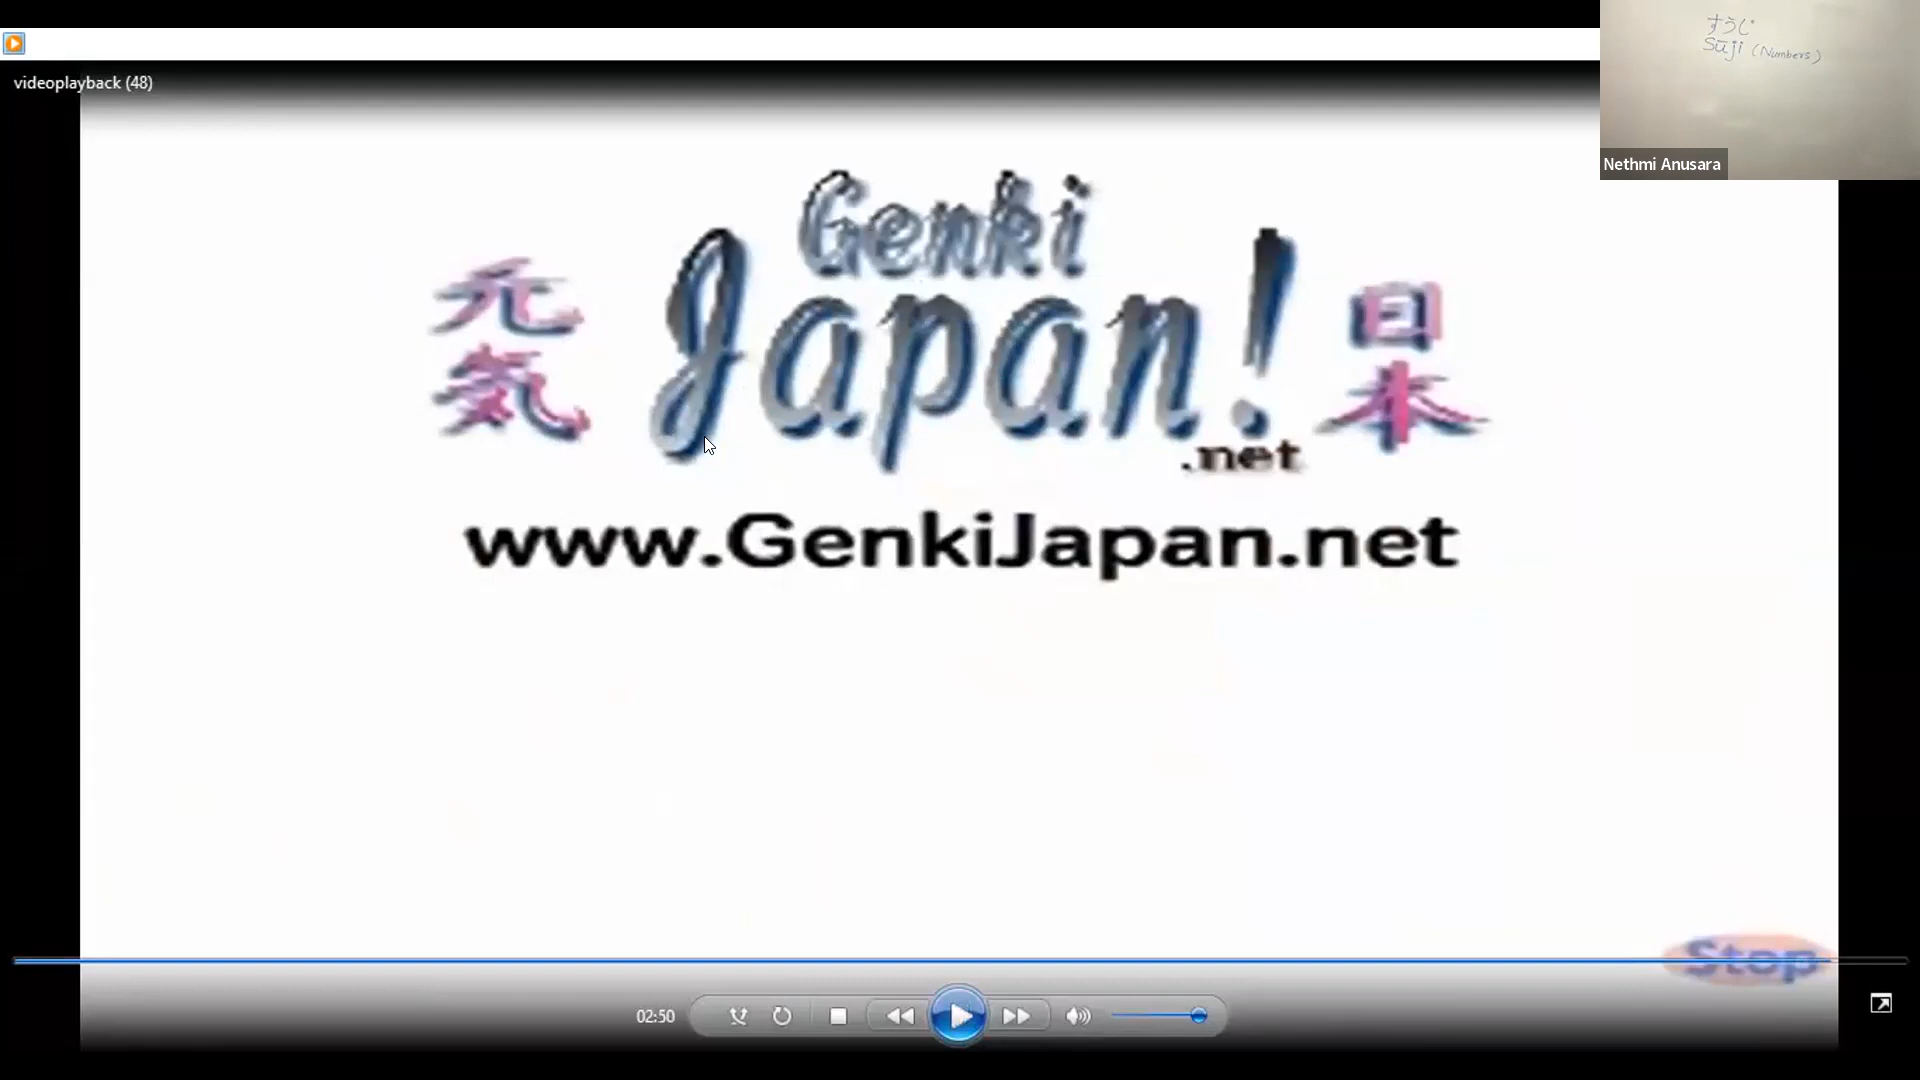 videoplayback (48)
すうじ
Sūji (Numbers)
Nethmi Anusara
Genki
元気
Japan!
日本
.net
www.GenkiJapan.net
Stop
02:50